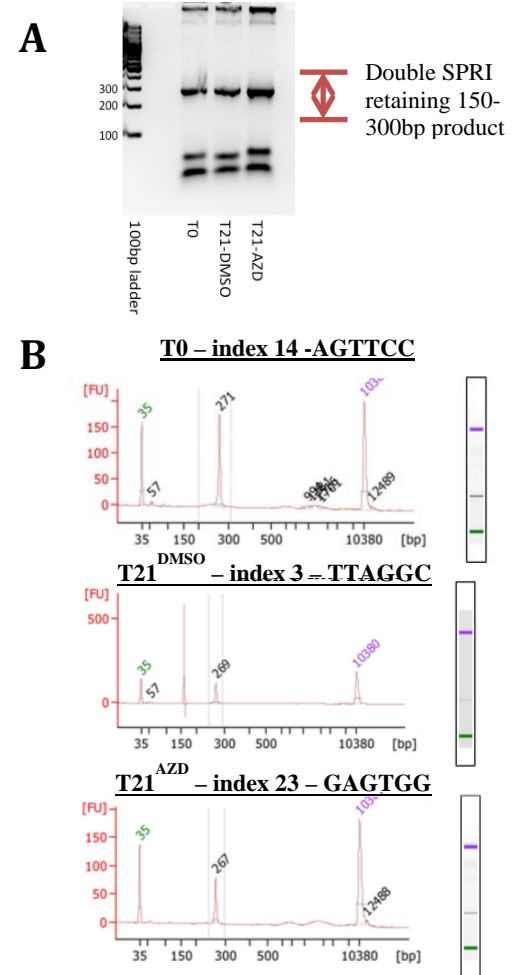 A
300
200
100
Double SPRI
retaining 150-
300bp product
100bp ladder
T0
T21-DMSO
T21-AZD
B
T0 – index 14 -AGTTCC
[FU]
150
100
50
0
35
57
271
12489
35 150 300 500 10380 [bp]
T21DMSO – index 3 – TTAGGC
[FU]
500
0
35
57
269
10380
35 150 300 500 10380 [bp]
T21AZD – index 23 – GAGTGG
[FU]
150
100
50
0
35
267
12488
35 150 300 500 10380 [bp]